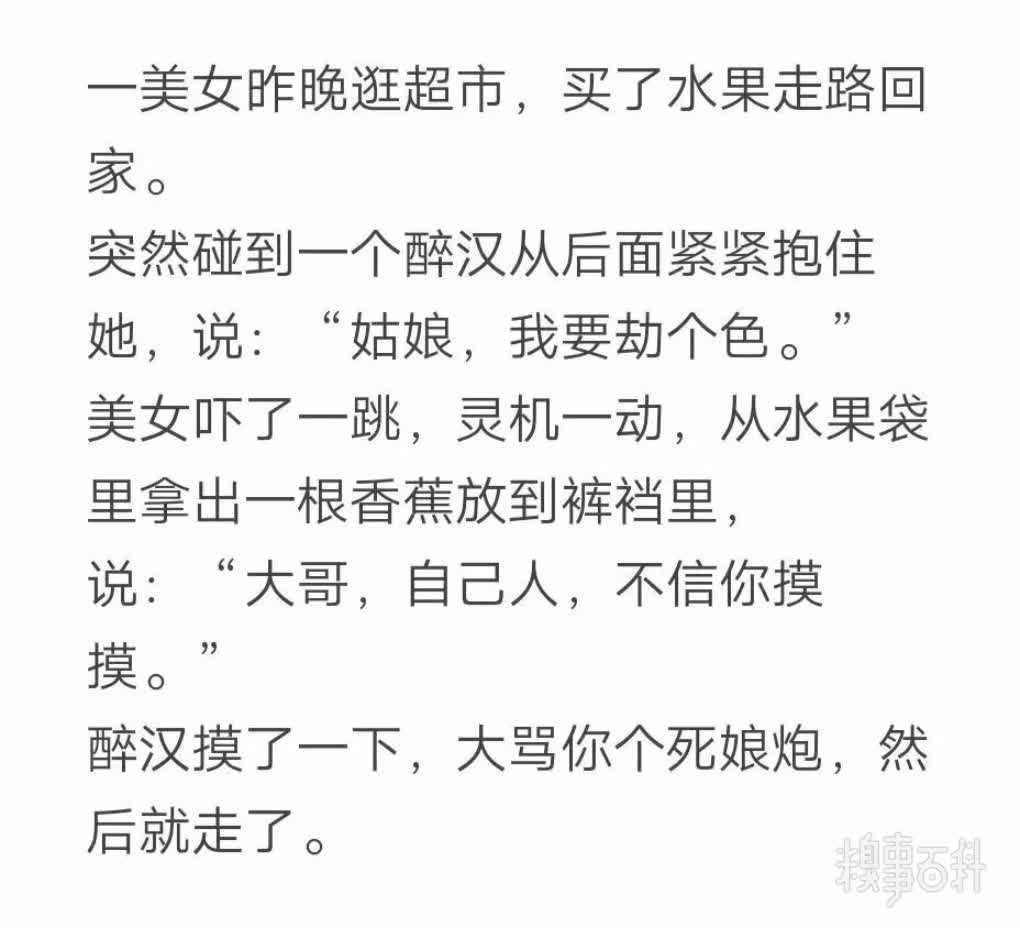 一美女昨晚逛超市，买了水果走路回
家。
突然碰到一个醉汉从后面紧紧抱住
她，说：“姑娘，我要劫个色。”
美女吓了一跳，灵机一动，从水果袋
里拿出一根香蕉放到裤裆里，
说：“大哥，自己人，不信你摸
摸。”
醉汉摸了一下，大骂你个死娘炮，然
后就走了。
糗事百科